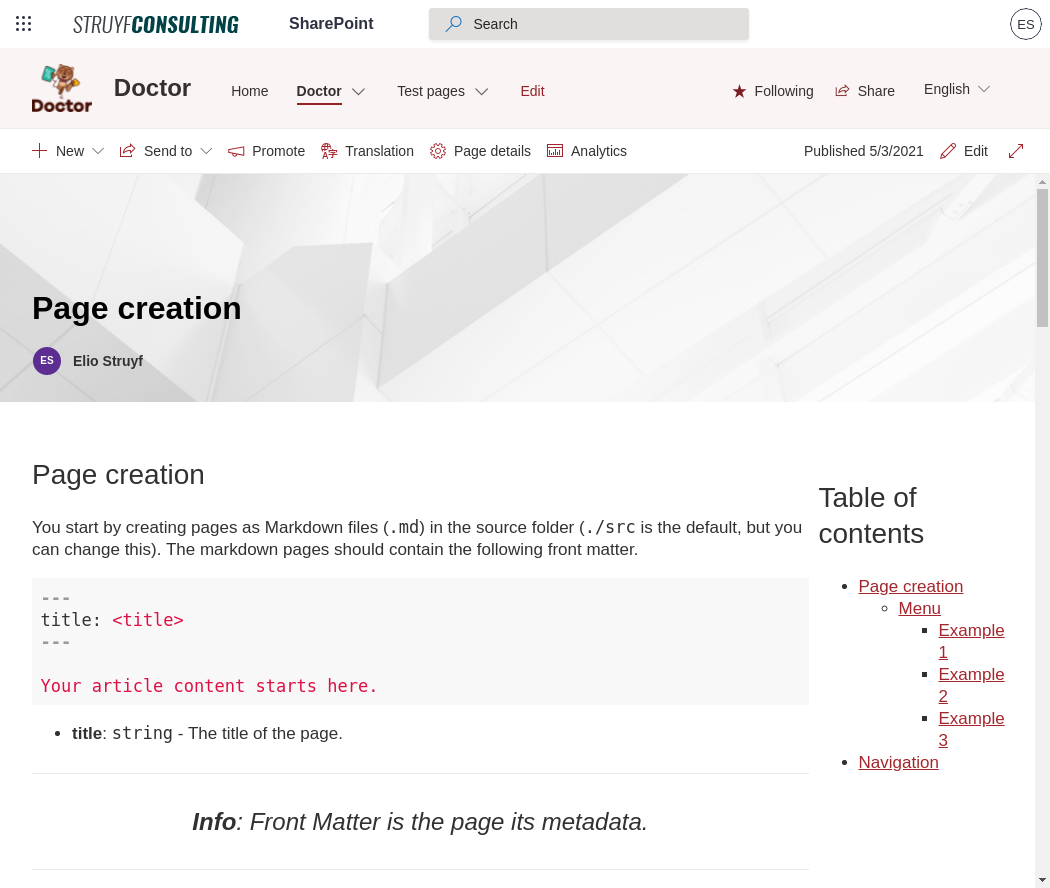 STRUYFCONSULTING SharePoint Search ES
Doctor Doctor Home Doctor Test pages Edit Following Share English
New Send to Promote Translation Page details Analytics Published 5/3/2021 Edit
Page creation
ES Elio Struyf
Page creation
You start by creating pages as Markdown files (.md) in the source folder (./src is the default, but you
can change this). The markdown pages should contain the following front matter.
---
title: <title>
---
Your article content starts here.
• title: string - The title of the page.
Info: Front Matter is the page its metadata.
Table of
contents
• Page creation
◦ Menu
▪ Example
1
▪ Example
2
▪ Example
3
• Navigation